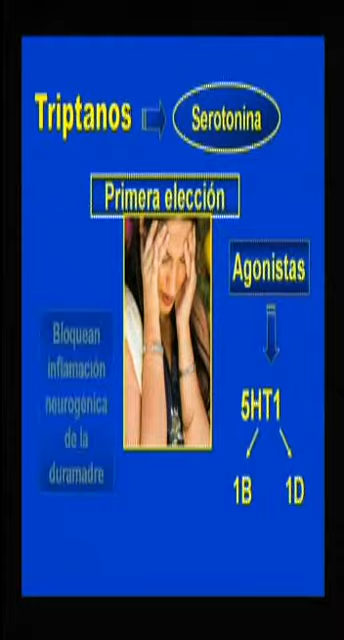 Triptanos
Serotonina
Primera elección
Agonistas
Bloquean
inflamación
neurogénica
de la
duramadre
5HT1
1B 1D